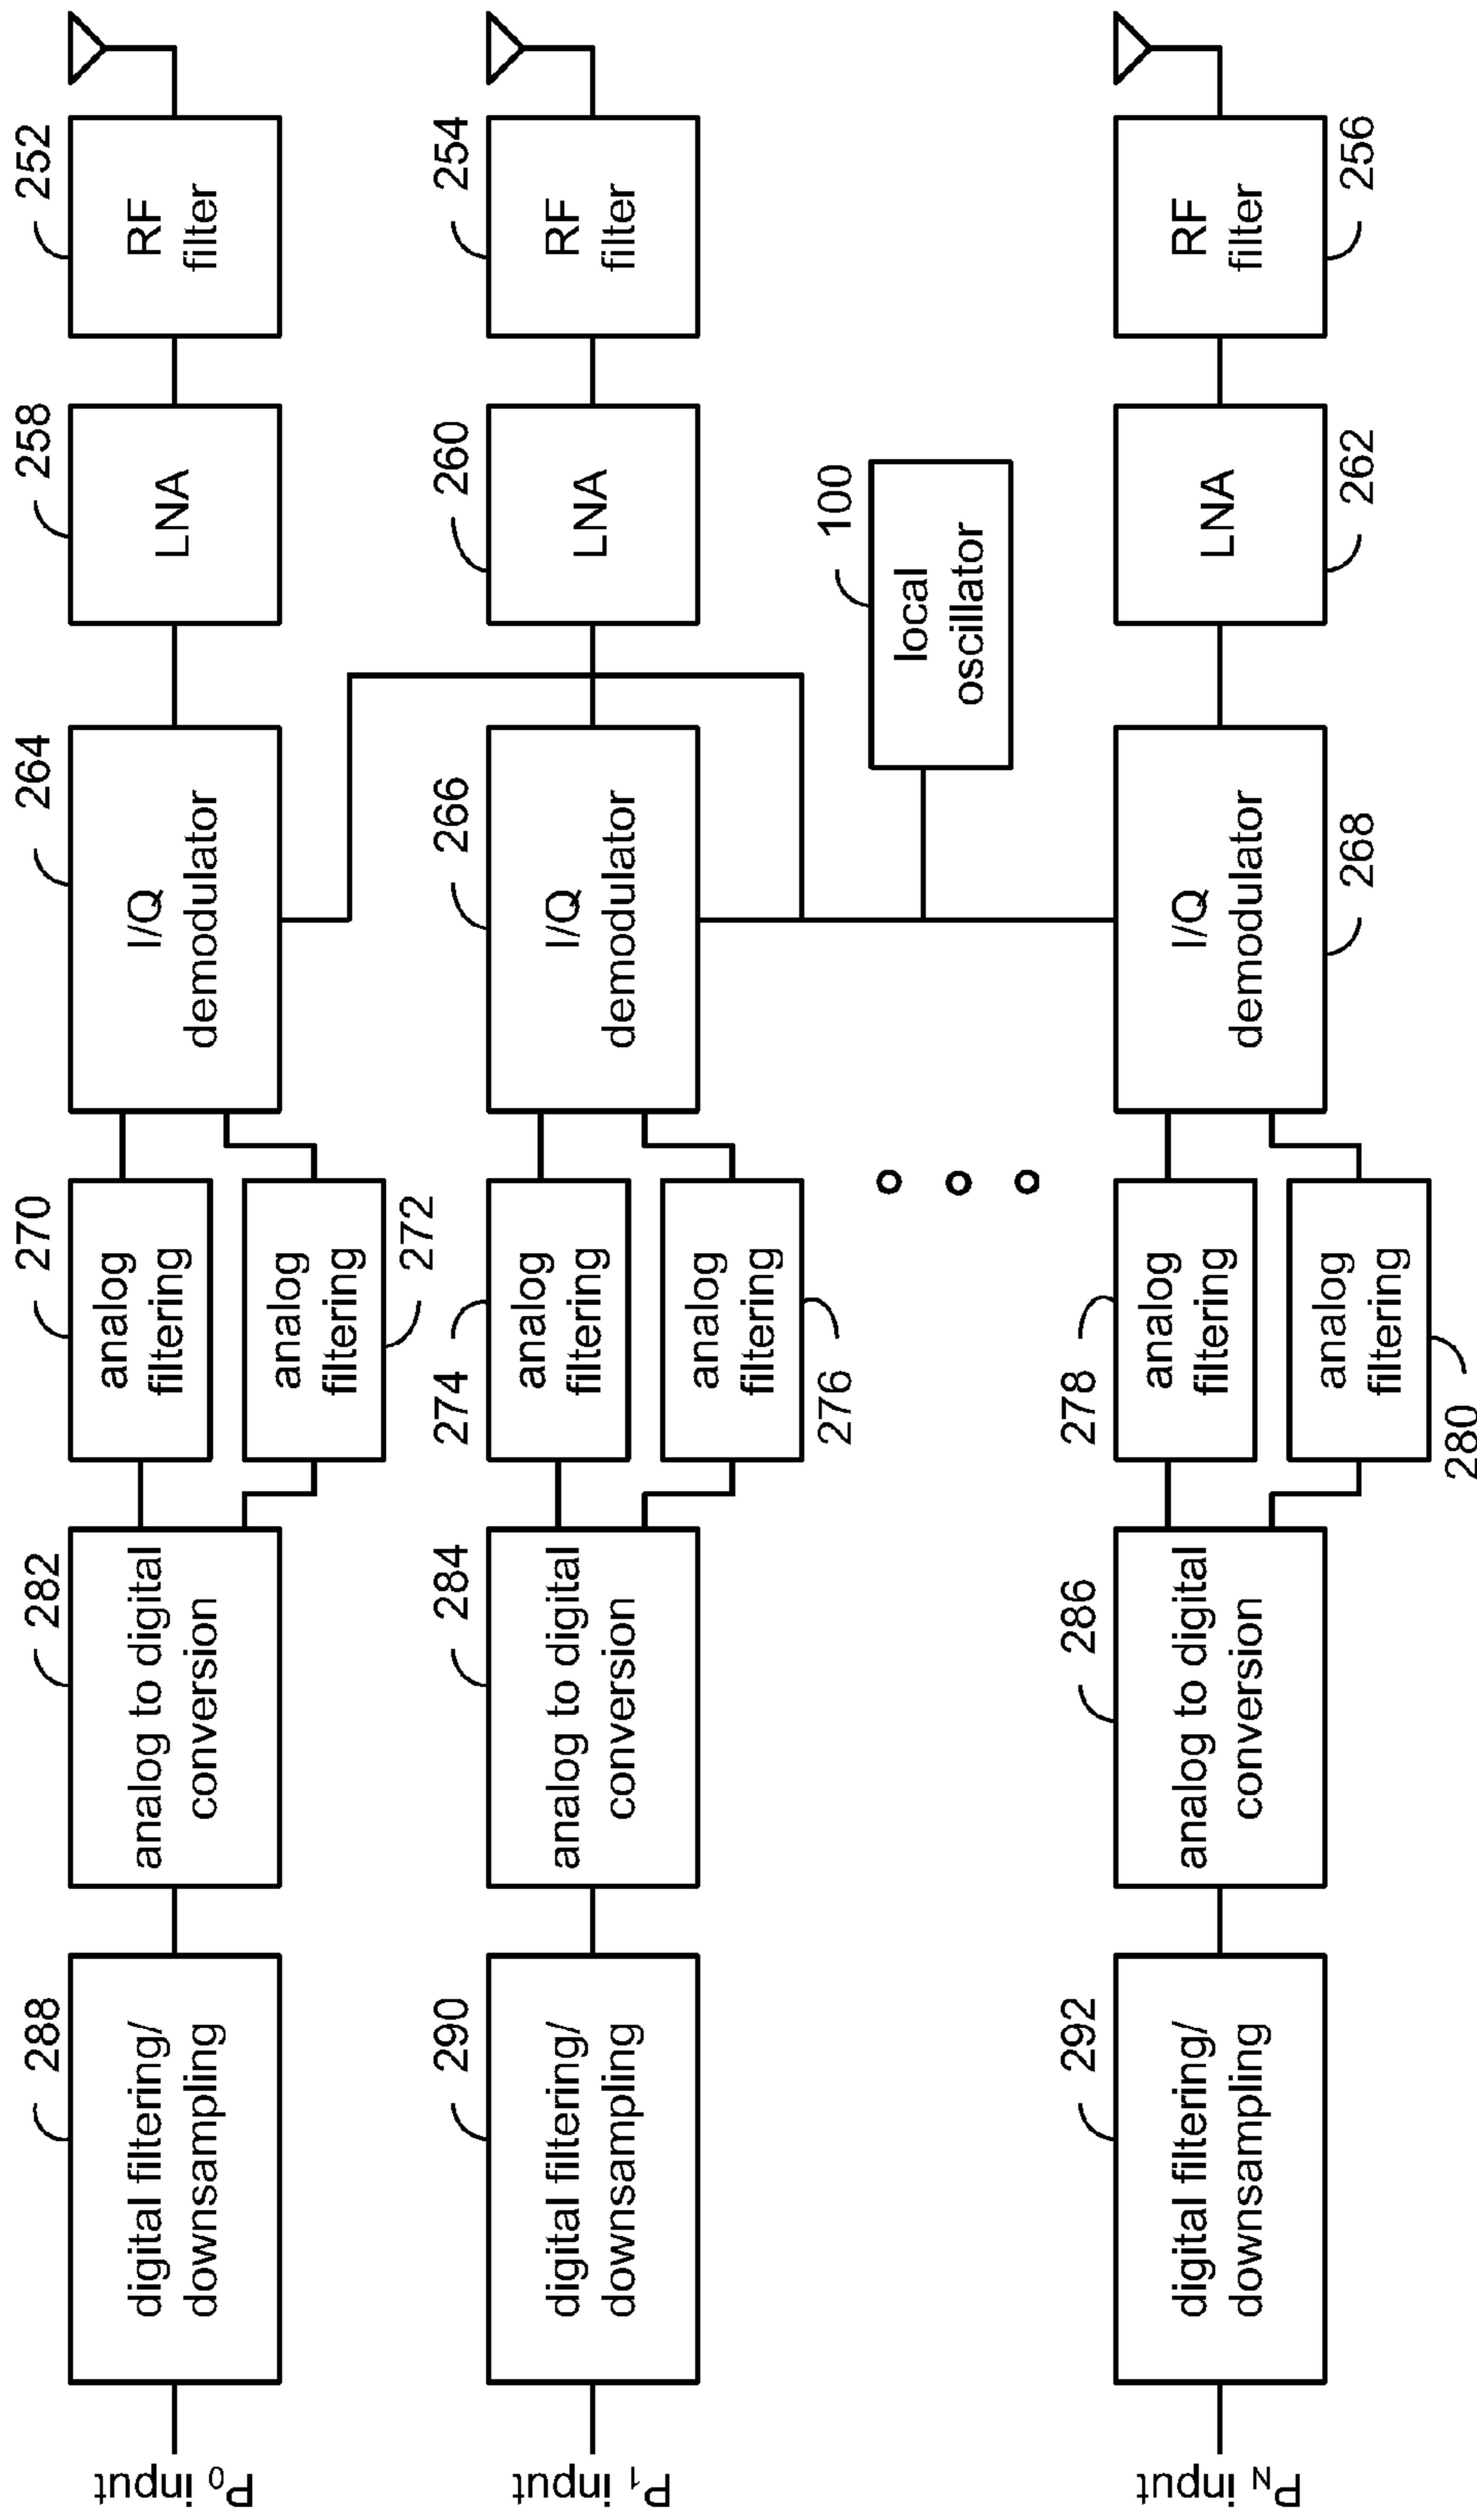 252
RF
filter
258
LNA
264
I/Q
demodulator
270
analog
filtering
analog
filtering
272
282
analog to digital
conversion
288
digital filtering/
downsampling
P0 input
254
RF
filter
260
LNA
266
I/Q
demodulator
274
analog
filtering
analog
filtering
276
284
analog to digital
conversion
290
digital filtering/
downsampling
P1 input
100
local
oscillator
RF
filter
256
LNA
262
I/Q
demodulator
268
278
analog
filtering
analog
filtering
280
286
analog to digital
conversion
292
digital filtering/
downsampling
PN input